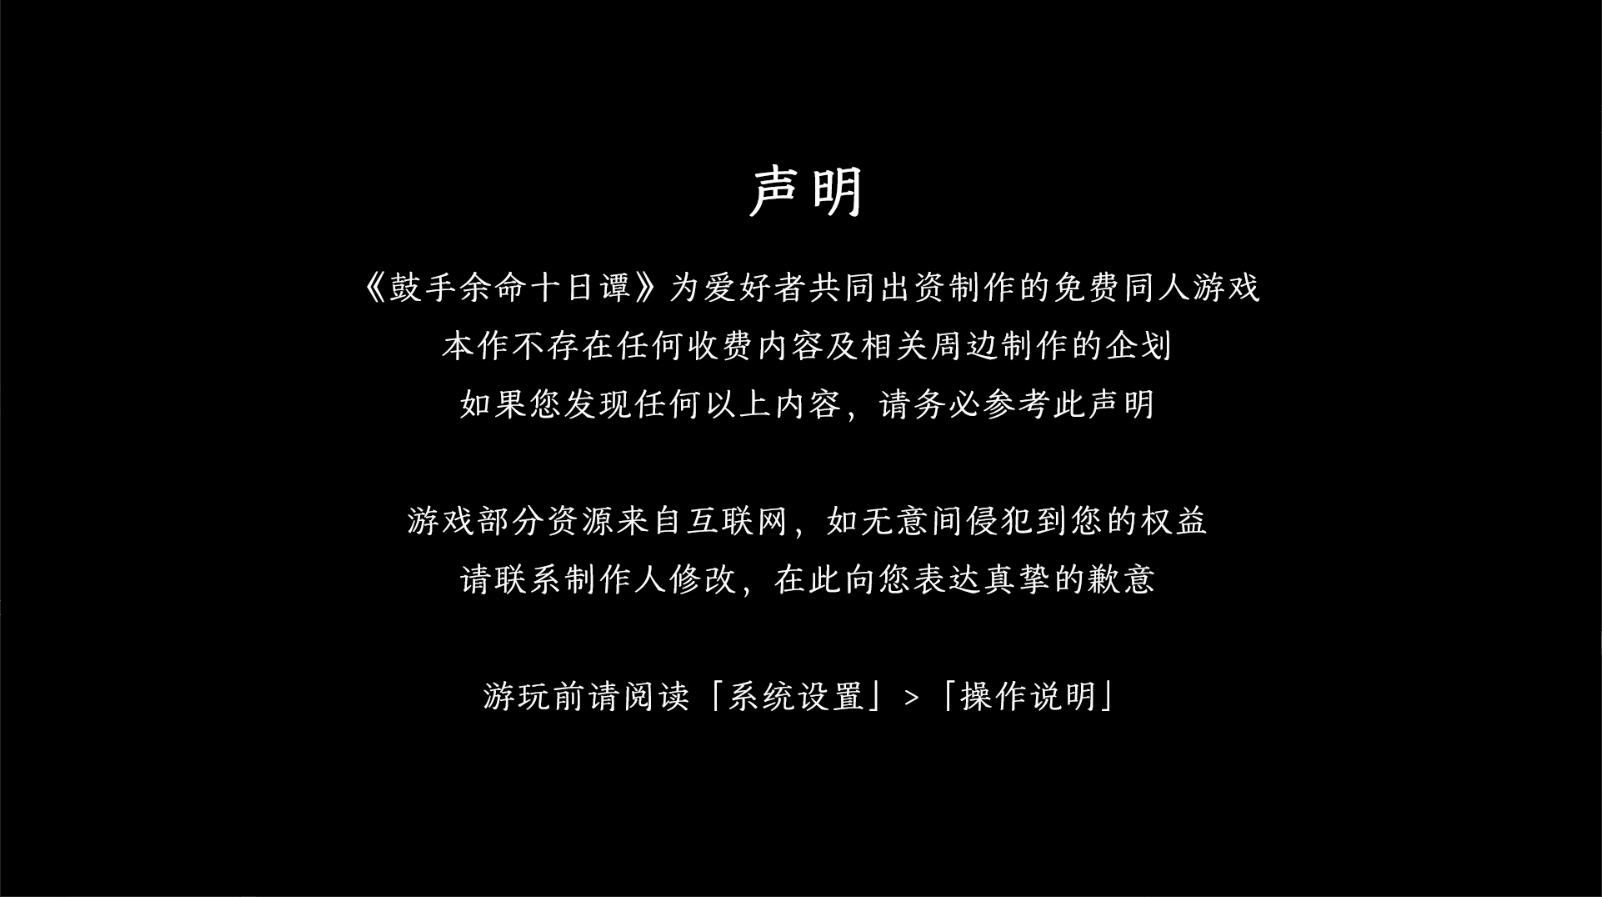 声明
《鼓手余命十日谭》为爱好者共同出资制作的免费同人游戏
本作不存在任何收费内容及相关周边制作的企划
如果您发现任何以上内容，请务必参考此声明
游戏部分资源来自互联网，如无意间侵犯到您的权益
请联系制作人修改，在此向您表达真挚的歉意
游玩前请阅读「系统设置」>「操作说明」